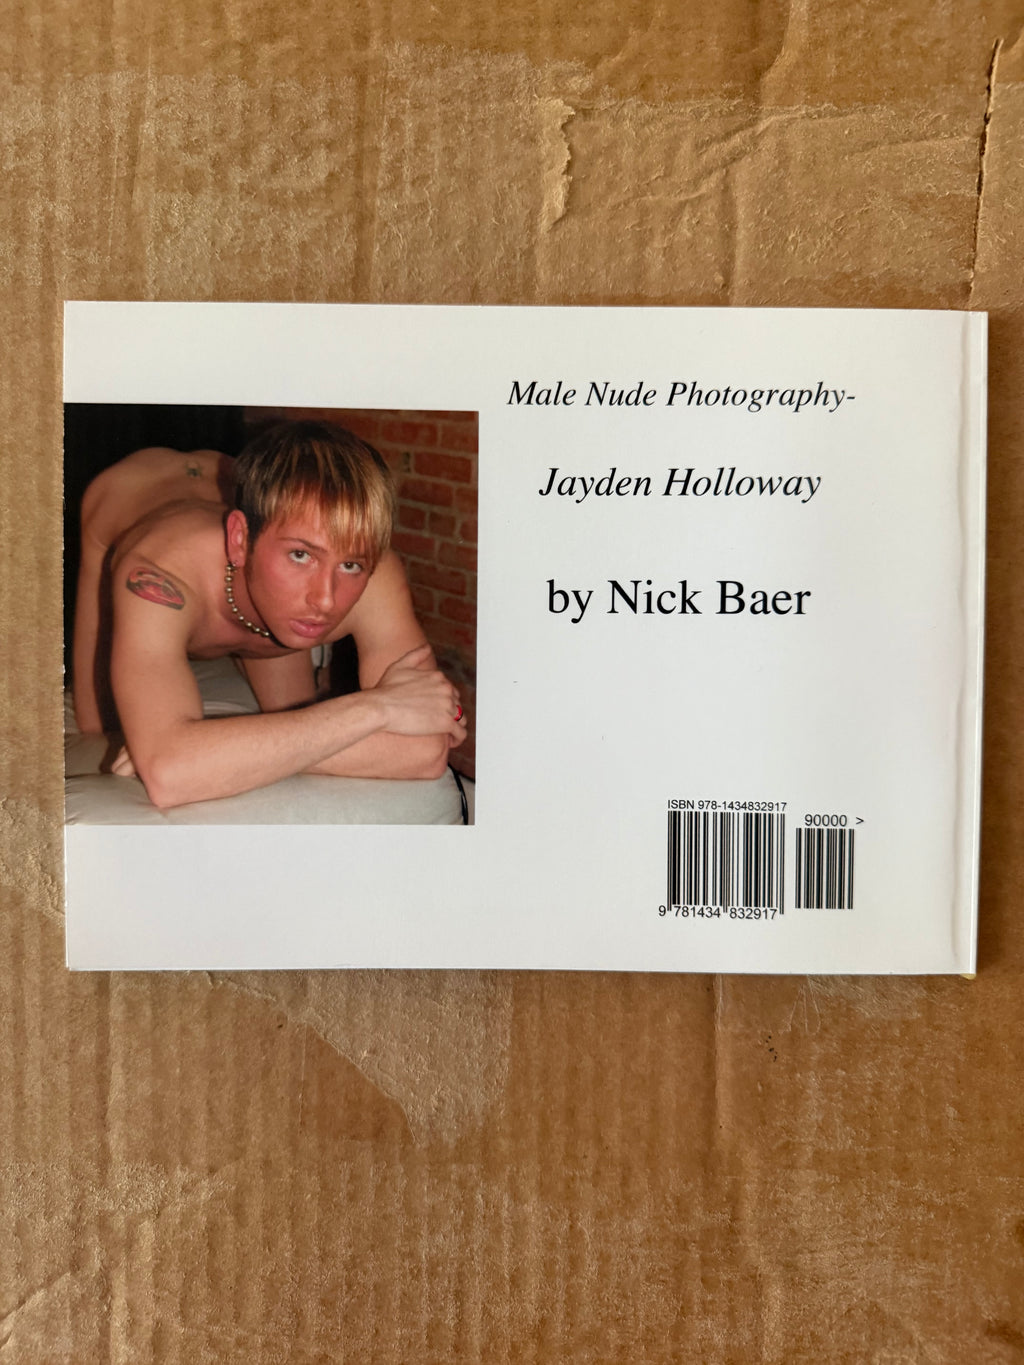 Male Nude Photography-
Jayden Holloway
by Nick Baer
ISBN 978-1434832917
90000 >
9 781434 832917